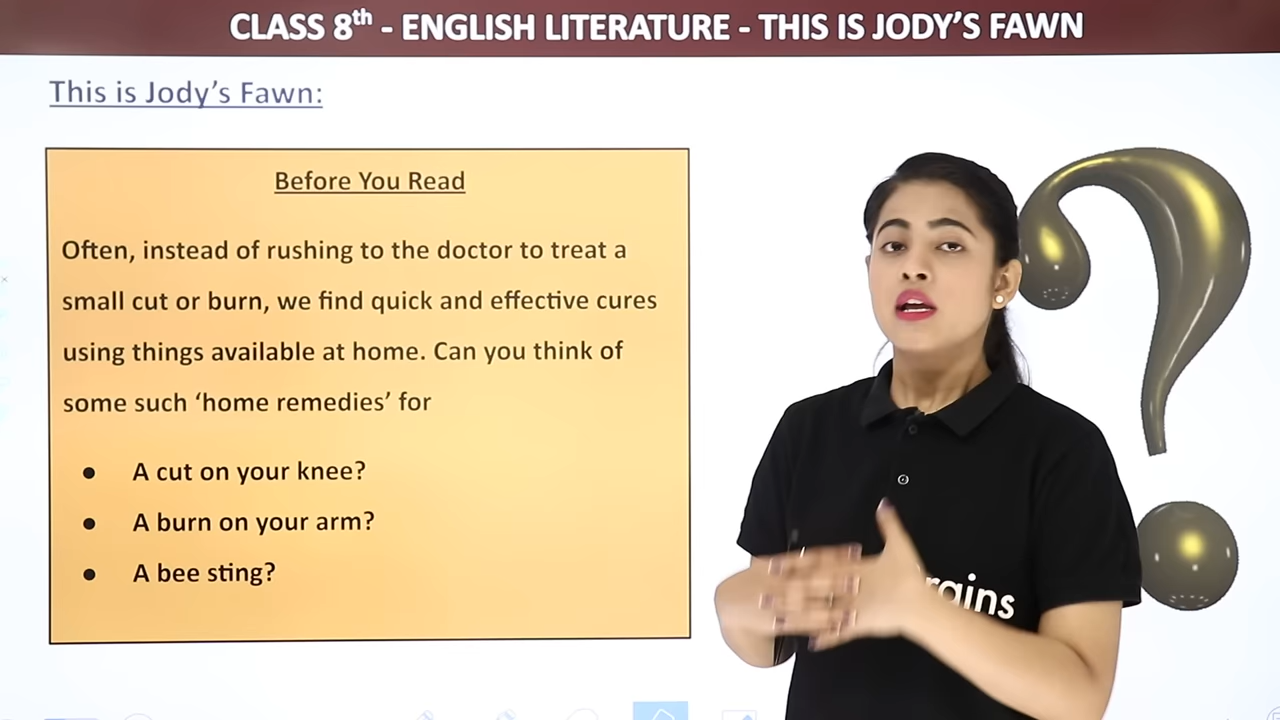 CLASS 8th - ENGLISH LITERATURE - THIS IS JODY’S FAWN
This is Jody’s Fawn:
Before You Read
Often, instead of rushing to the doctor to treat a
small cut or burn, we find quick and effective cures
using things available at home. Can you think of
some such ‘home remedies’ for
● A cut on your knee?
● A burn on your arm?
● A bee sting?